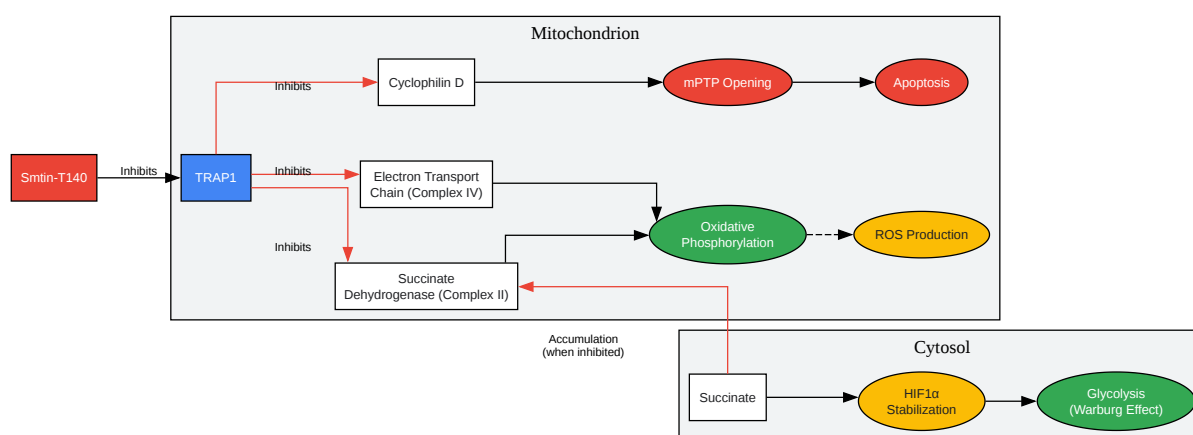 Mitochondrion
Inhibits
Cyclophilin D
mPTP Opening
Apoptosis
Smtin-T140
Inhibits
TRAP1
Inhibits
Electron Transport
Chain (Complex IV)
Oxidative
Phosphorylation
ROS Production
Inhibits
Succinate
Dehydrogenase (Complex II)
Accumulation
(when inhibited)
Cytosol
Succinate
HIF1α
Stabilization
Glycolysis
(Warburg Effect)